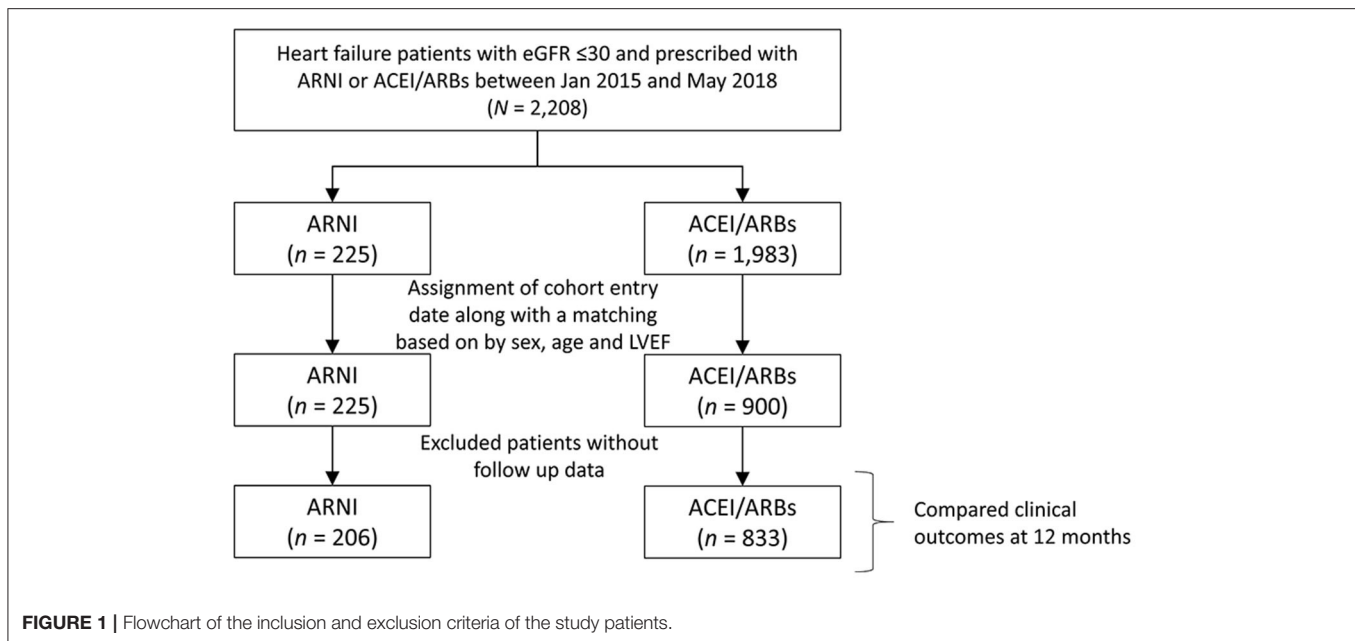 Heart failure patients with eGFR ≤30 and prescribed with
ARNI or ACEI/ARBs between Jan 2015 and May 2018
(N = 2,208)
ARNI
(n = 225)
ACEI/ARBs
(n = 1,983)
Assignment of cohort entry
date along with a matching
based on by sex, age and LVEF
ARNI
(n = 225)
ACEI/ARBs
(n = 900)
Excluded patients without
follow up data
ARNI
(n = 206)
ACEI/ARBs
(n = 833)
Compared clinical
outcomes at 12 months
FIGURE 1 | Flowchart of the inclusion and exclusion criteria of the study patients.